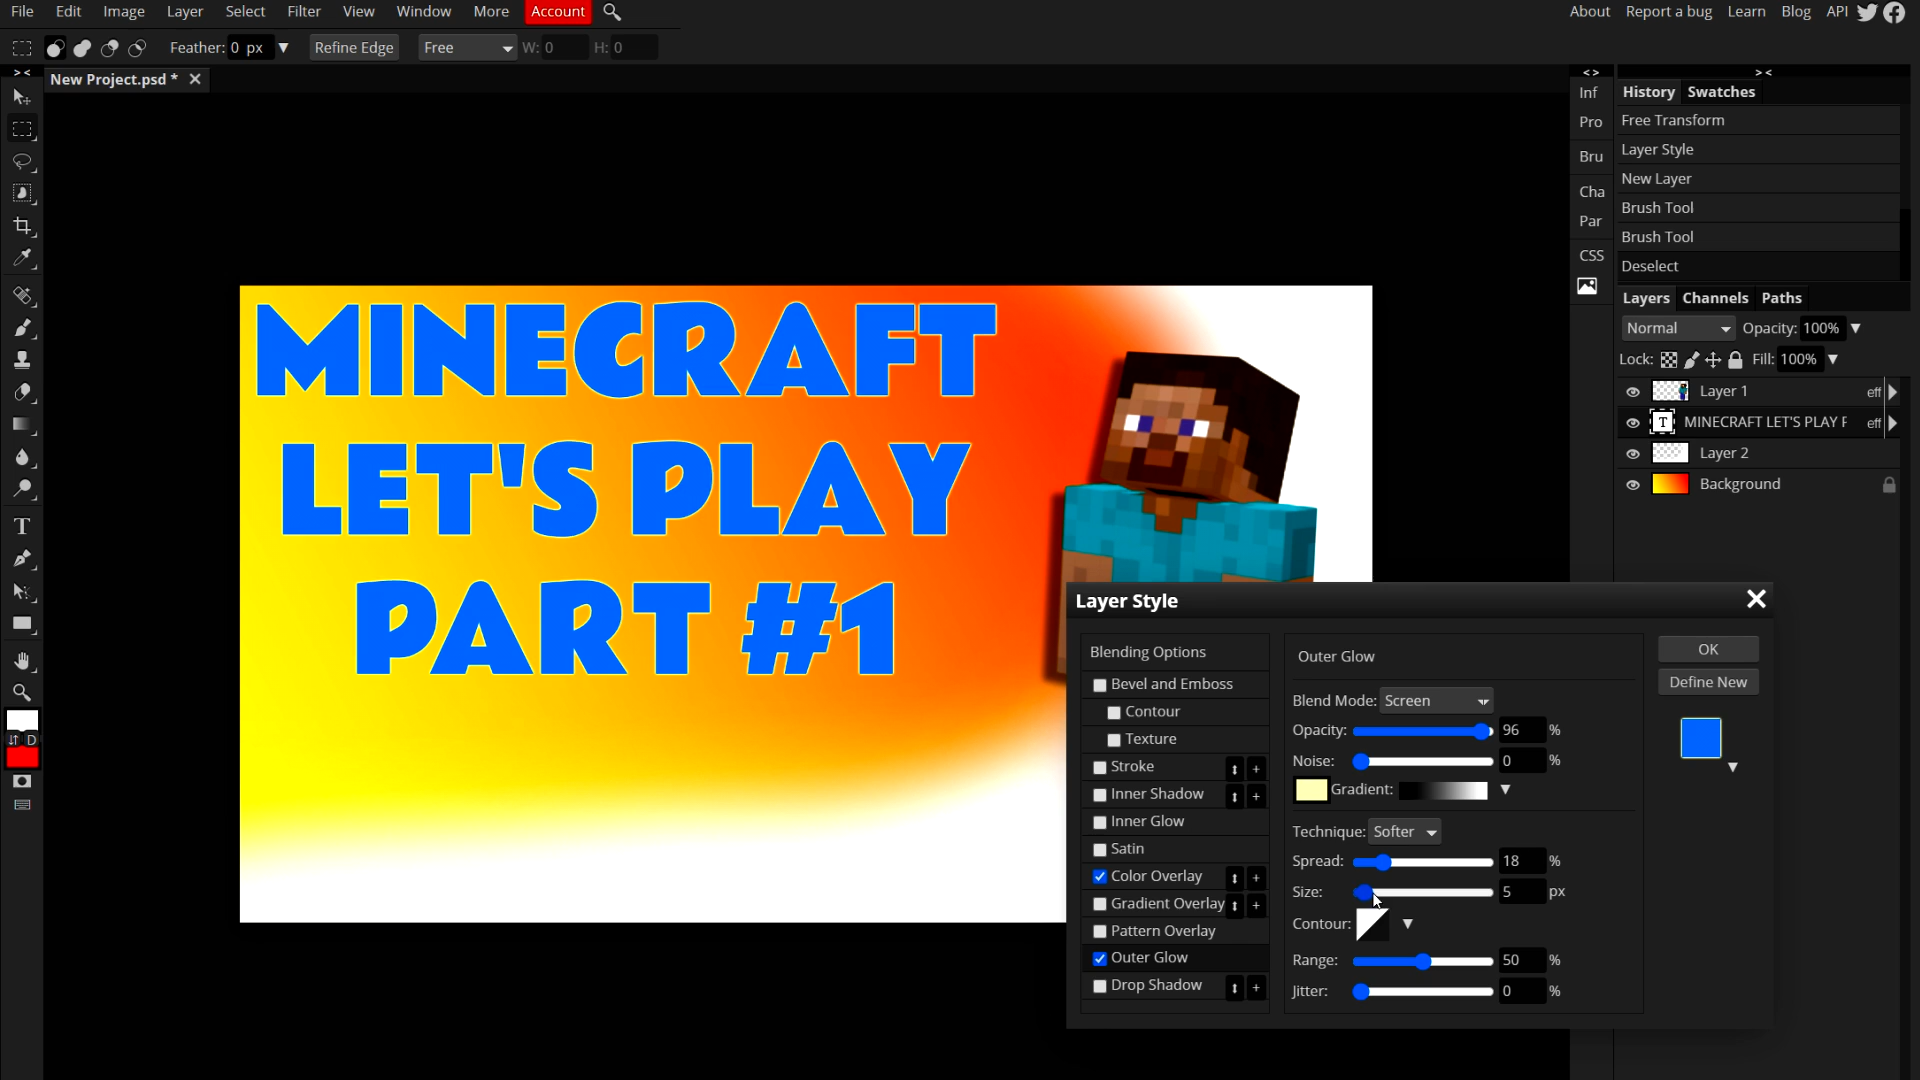 File Edit Image Layer Select Filter View Window More Account About Report a bug Learn Blog API
Feather: 0 px Refine Edge Free W: 0 H: 0
New Project.psd *
Inf
Pro
Bru
Cha
Par
CSS
History Swatches
Free Transform
Layer Style
New Layer
Brush Tool
Brush Tool
Deselect
Layers Channels Paths
Normal Opacity: 100%
Lock: Fill: 100%
Layer 1 eff
T MINECRAFT LET'S PLAY eff
Layer 2
Background
MINECRAFT
LET'S PLAY
PART #1
T
D
Layer Style
Blending Options
Bevel and Emboss
Contour
Texture
Stroke +
Inner Shadow +
Inner Glow
Satin
Color Overlay +
Gradient Overlay +
Pattern Overlay
Outer Glow
Drop Shadow +
Outer Glow
Blend Mode: Screen
Opacity: 96 %
Noise: 0 %
Gradient:
Technique: Softer
Spread: 18 %
Size: 5 px
Contour:
Range: 50 %
Jitter: 0 %
OK
Define New